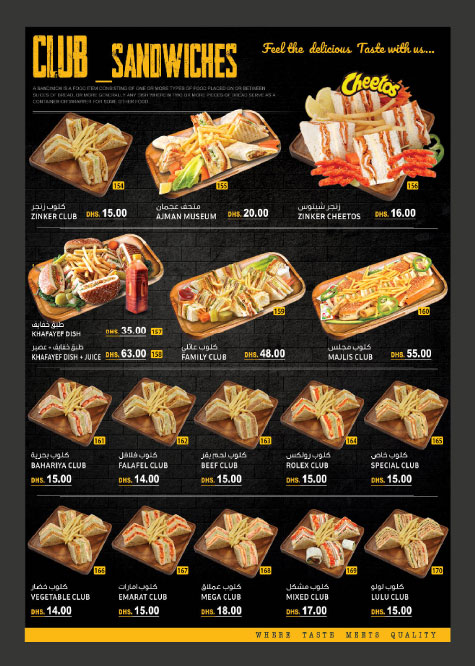 CLUB _SANDWICHES
Feel the delicious Taste with us...
A SANDWICH IS A FOOD ITEM CONSISTING OF ONE OR MORE TYPES OF FOOD PLACED ON OR BETWEEN
SLICES OF BREAD, OR MORE GENERALLY ANY DISH WHEREIN TWO OR MORE PIECES OF BREAD SERVE AS A
CONTAINER OR WRAPPER FOR SOME OTHER FOOD
Cheetos
154
155
156
كلوب زنجر
ZINKER CLUB DHS. 15.00
متحف عجمان
AJMAN MUSEUM DHS. 20.00
زنجر شيتوس
ZINKER CHEETOS DHS. 16.00
159
160
طبق خفايف
KHAFAYEF DISH DHS. 35.00 157
طبق خفايف + عصير
KHAFAYEF DISH + JUICE DHS. 63.00 158
كلوب عائلي
FAMILY CLUB DHS. 48.00
كلوب مجلس
MAJLIS CLUB DHS. 55.00
161
162
163
164
165
كلوب بحرية
BAHARIYA CLUB
DHS. 15.00
كلوب فلافل
FALAFEL CLUB
DHS. 14.00
كلوب لحم بقر
BEEF CLUB
DHS. 15.00
كلوب رولكس
ROLEX CLUB
DHS. 15.00
كلوب خاص
SPECIAL CLUB
DHS. 15.00
166
167
168
169
170
كلوب خضار
VEGETABLE CLUB
DHS. 14.00
كلوب امارات
EMARAT CLUB
DHS. 15.00
كلوب عملاق
MEGA CLUB
DHS. 18.00
كلوب مشكل
MIXED CLUB
DHS. 17.00
كلوب لولو
LULU CLUB
DHS. 15.00
WHERE TASTE MEETS QUALITY